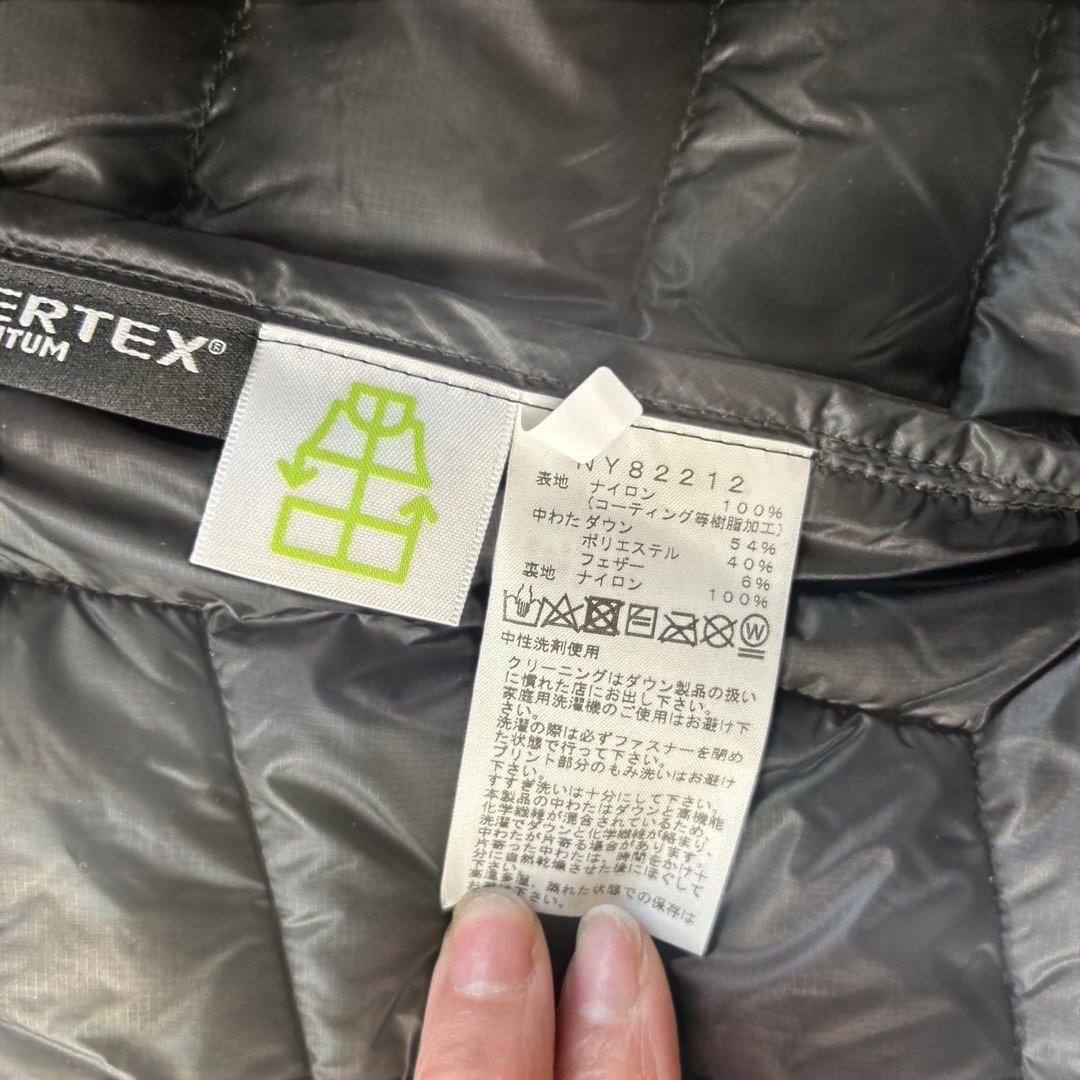 ERTEX®
NTUM
NY82212
表地 ナイロン 100%
(コーティング等樹脂加工)
中わた ダウン 54%
ポリエステル 40%
フェザー 6%
裏地 ナイロン 100%
W
中性洗剤使用
クリーニングはダウン製品の扱い
に慣れた店にお出し下さい。
家庭用洗濯機のご使用はお避け下
さい。
洗濯の際は必ずファスナーを閉め
た状態で行って下さい。
プリント部分のもみ洗いはお避け
下さい。
すすぎ洗いは十分にして下さい。
本製品の中わたはダウンと高機能
化学繊維が混合されているため、
洗濯でダウンと化学繊維が絡まり、
中わたが片寄る場合があります。
片寄った中わたは、時間をかけ十
分に自然乾燥させた後にほぐして
下さい。
高温多湿、蒸れた状態での保存は
お避け下さい。